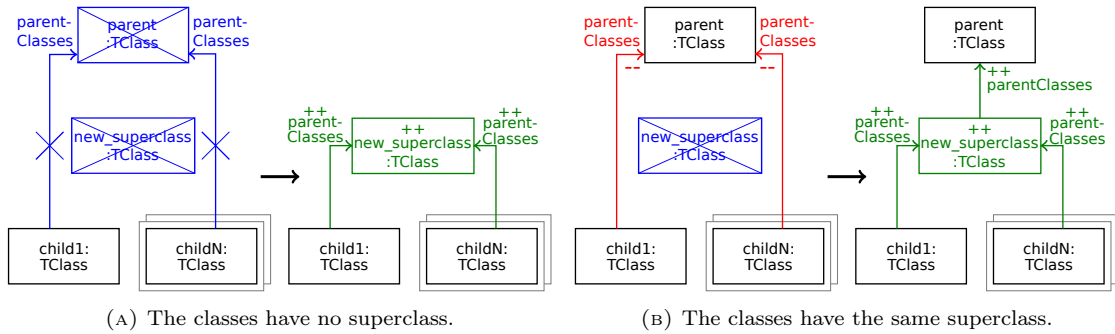 parent-
Classes
parent
:TClass
parent-
Classes
new_superclass
:TClass
child1:
TClass
childN:
TClass
++
parent-
Classes
++
new_superclass
:TClass
++
parent-
Classes
child1:
TClass
childN:
TClass
(A) The classes have no superclass.
parent-
Classes
--
parent
:TClass
parent-
Classes
--
new_superclass
:TClass
child1:
TClass
childN:
TClass
parent
:TClass
++
parentClasses
++
parent-
Classes
++
new_superclass
:TClass
++
parent-
Classes
child1:
TClass
childN:
TClass
(B) The classes have the same superclass.